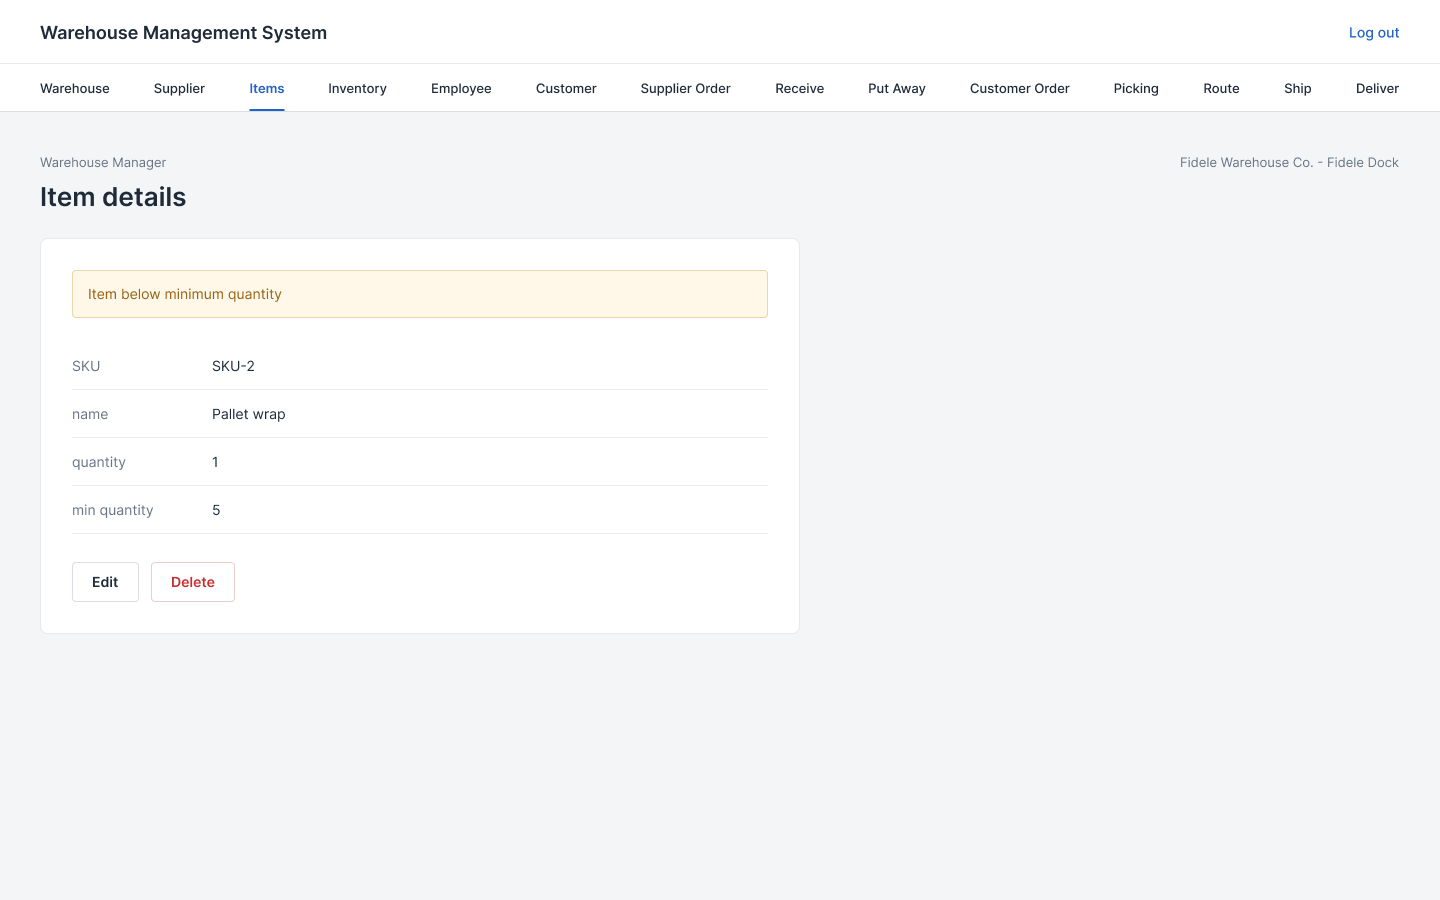 Warehouse Management System
Log out
Warehouse Supplier Items Inventory Employee Customer Supplier Order Receive Put Away Customer Order Picking Route Ship Deliver
Warehouse Manager
Fidele Warehouse Co. - Fidele Dock
Item details
Item below minimum quantity
SKU SKU-2
name Pallet wrap
quantity 1
min quantity 5
Edit Delete